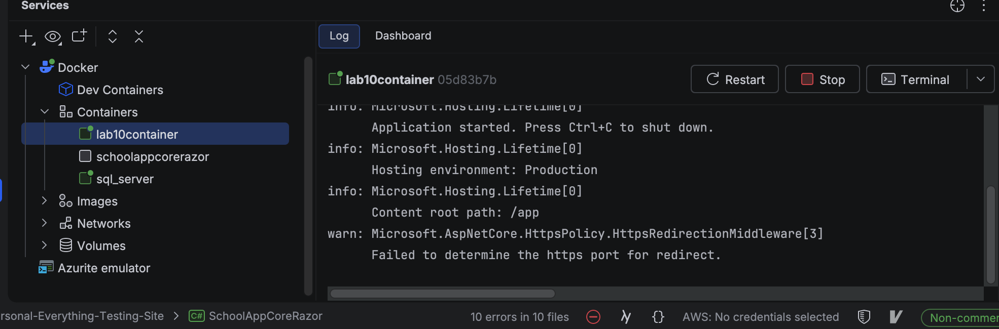 Services
Log
Dashboard
Docker
Dev Containers
Containers
lab10container
schoolappcorerazor
sql_server
Images
Networks
Volumes
Azurite emulator
lab10container 05d83b7b
Restart
Stop
Terminal
info: Microsoft.Hosting.Lifetime[0]
Application started. Press Ctrl+C to shut down.
info: Microsoft.Hosting.Lifetime[0]
Hosting environment: Production
info: Microsoft.Hosting.Lifetime[0]
Content root path: /app
warn: Microsoft.AspNetCore.HttpsPolicy.HttpsRedirectionMiddleware[3]
Failed to determine the https port for redirect.
rsonal-Everything-Testing-Site
C# SchoolAppCoreRazor
10 errors in 10 files
AWS: No credentials selected
Non-commer